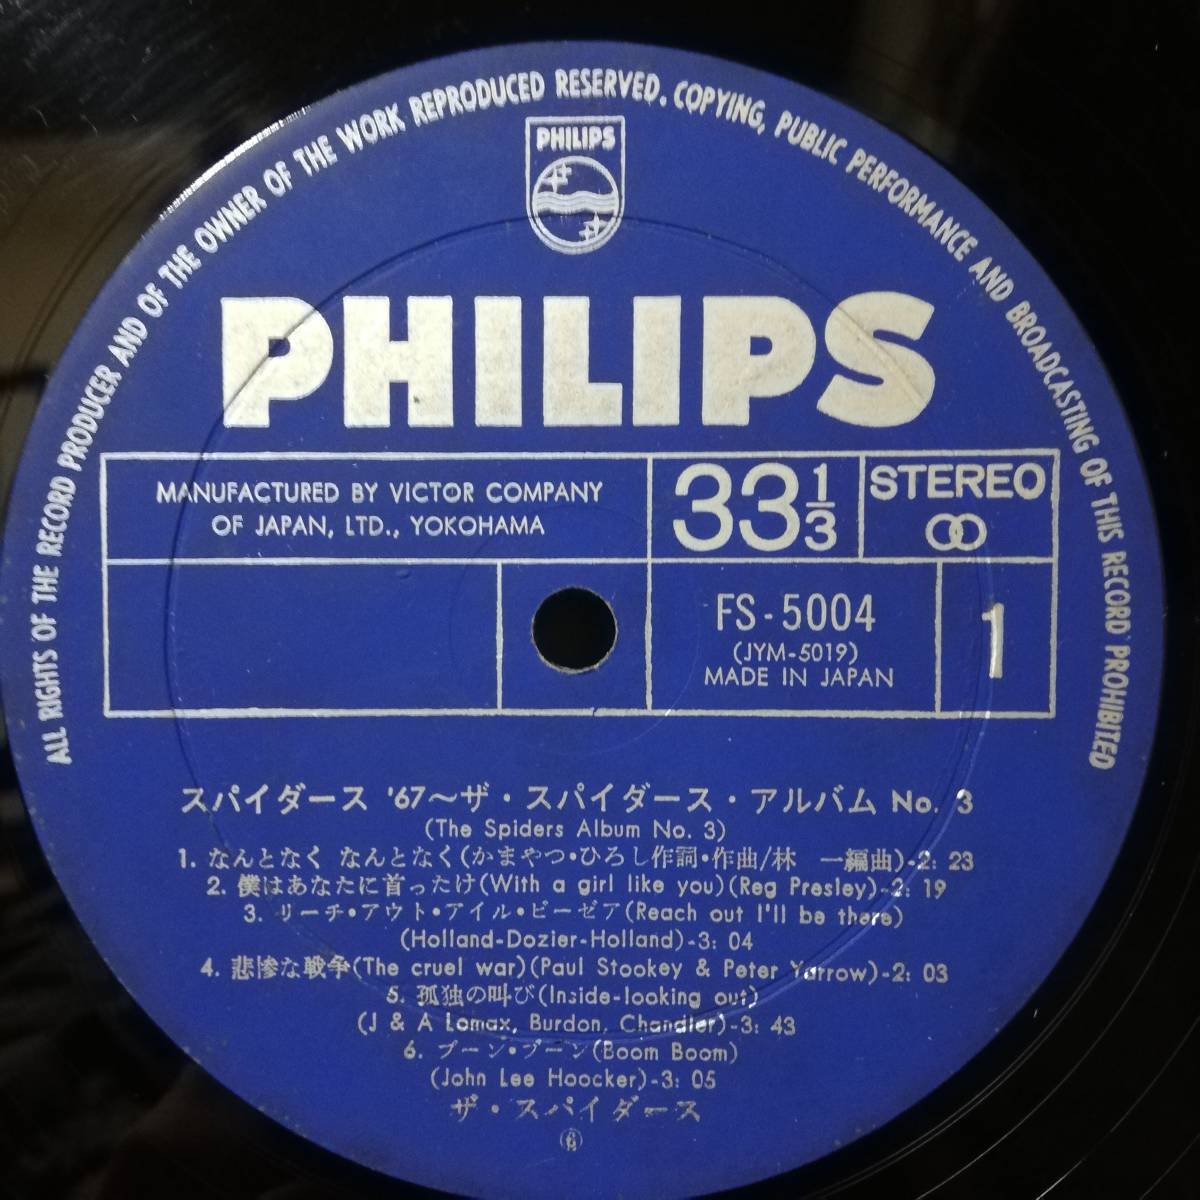 ALL RIGHTS OF THE RECORD PRODUCER AND OF THE OWNER OF THE WORK REPRODUCED RESERVED. COPYING, PUBLIC PERFORMANCE AND BROADCASTING OF THIS RECORD PROHIBITED
PHILIPS
PHILIPS
MANUFACTURED BY VICTOR COMPANY
OF JAPAN, LTD., YOKOHAMA
33 1/3
STEREO
FS-5004
(JYM-5019)
MADE IN JAPAN
1
スパイダース '67〜ザ・スパイダース・アルバム No. 3
(The Spiders Album No. 3)
1. なんとなく なんとなく(かまやつ・ひろし作詞・作曲/林 一編曲)-2: 23
2. 僕はあなたに首ったけ(With a girl like you)(Reg Presley)-2: 19
3. リーチ・アウト・アイル・ビーゼア(Reach out I'll be there)
(Holland-Dozier-Holland)-3: 04
4. 悲惨な戦争(The cruel war)(Paul Stookey & Peter Yarrow)-2: 03
5. 孤独の叫び(Inside-looking out)
(J & A Lomax, Burdon, Chandler)-3: 43
6. ブーン・ブーン(Boom Boom)
(John Lee Hoocker)-3: 05
ザ・スパイダース